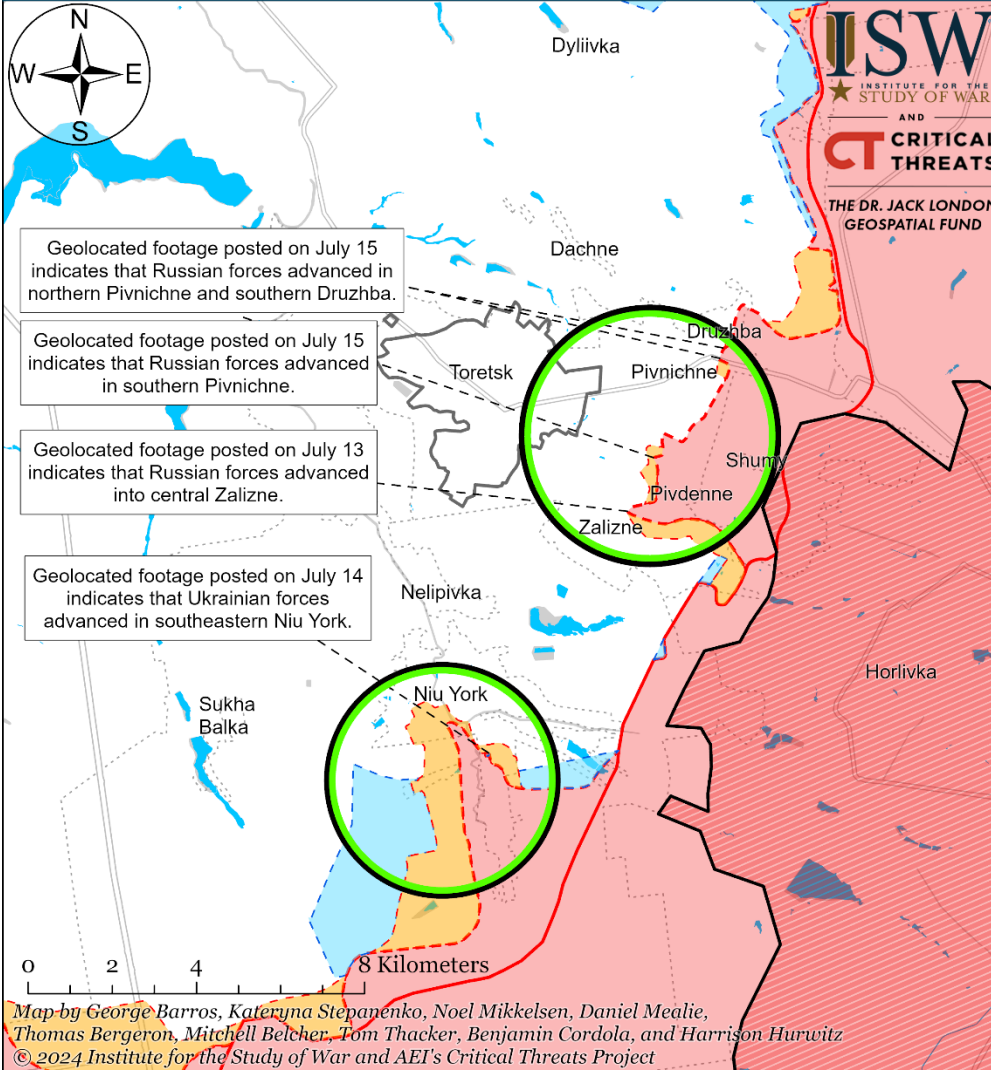 N
W
E
S
ISW
INSTITUTE FOR THE
STUDY OF WAR
AND
CT CRITICAL
THREATS
THE DR. JACK LONDON
GEOSPATIAL FUND
Dyliivka
Dachne
Geolocated footage posted on July 15
indicates that Russian forces advanced in
northern Pivnichne and southern Druzhba.
Geolocated footage posted on July 15
indicates that Russian forces advanced
in southern Pivnichne.
Geolocated footage posted on July 13
indicates that Russian forces advanced
into central Zalizne.
Geolocated footage posted on July 14
indicates that Ukrainian forces
advanced in southeastern Niu York.
Druzhba
Toretsk
Pivnichne
Shumy
Pivdenne
Zalizne
Nelipivka
Horlivka
Niu York
Sukha
Balka
0 2 4 8 Kilometers
Map by George Barros, Kateryna Stepanenko, Noel Mikkelsen, Daniel Mealie,
Thomas Bergeron, Mitchell Belcher, Tom Thacker, Benjamin Cordola, and Harrison Hurwitz
© 2024 Institute for the Study of War and AEI's Critical Threats Project